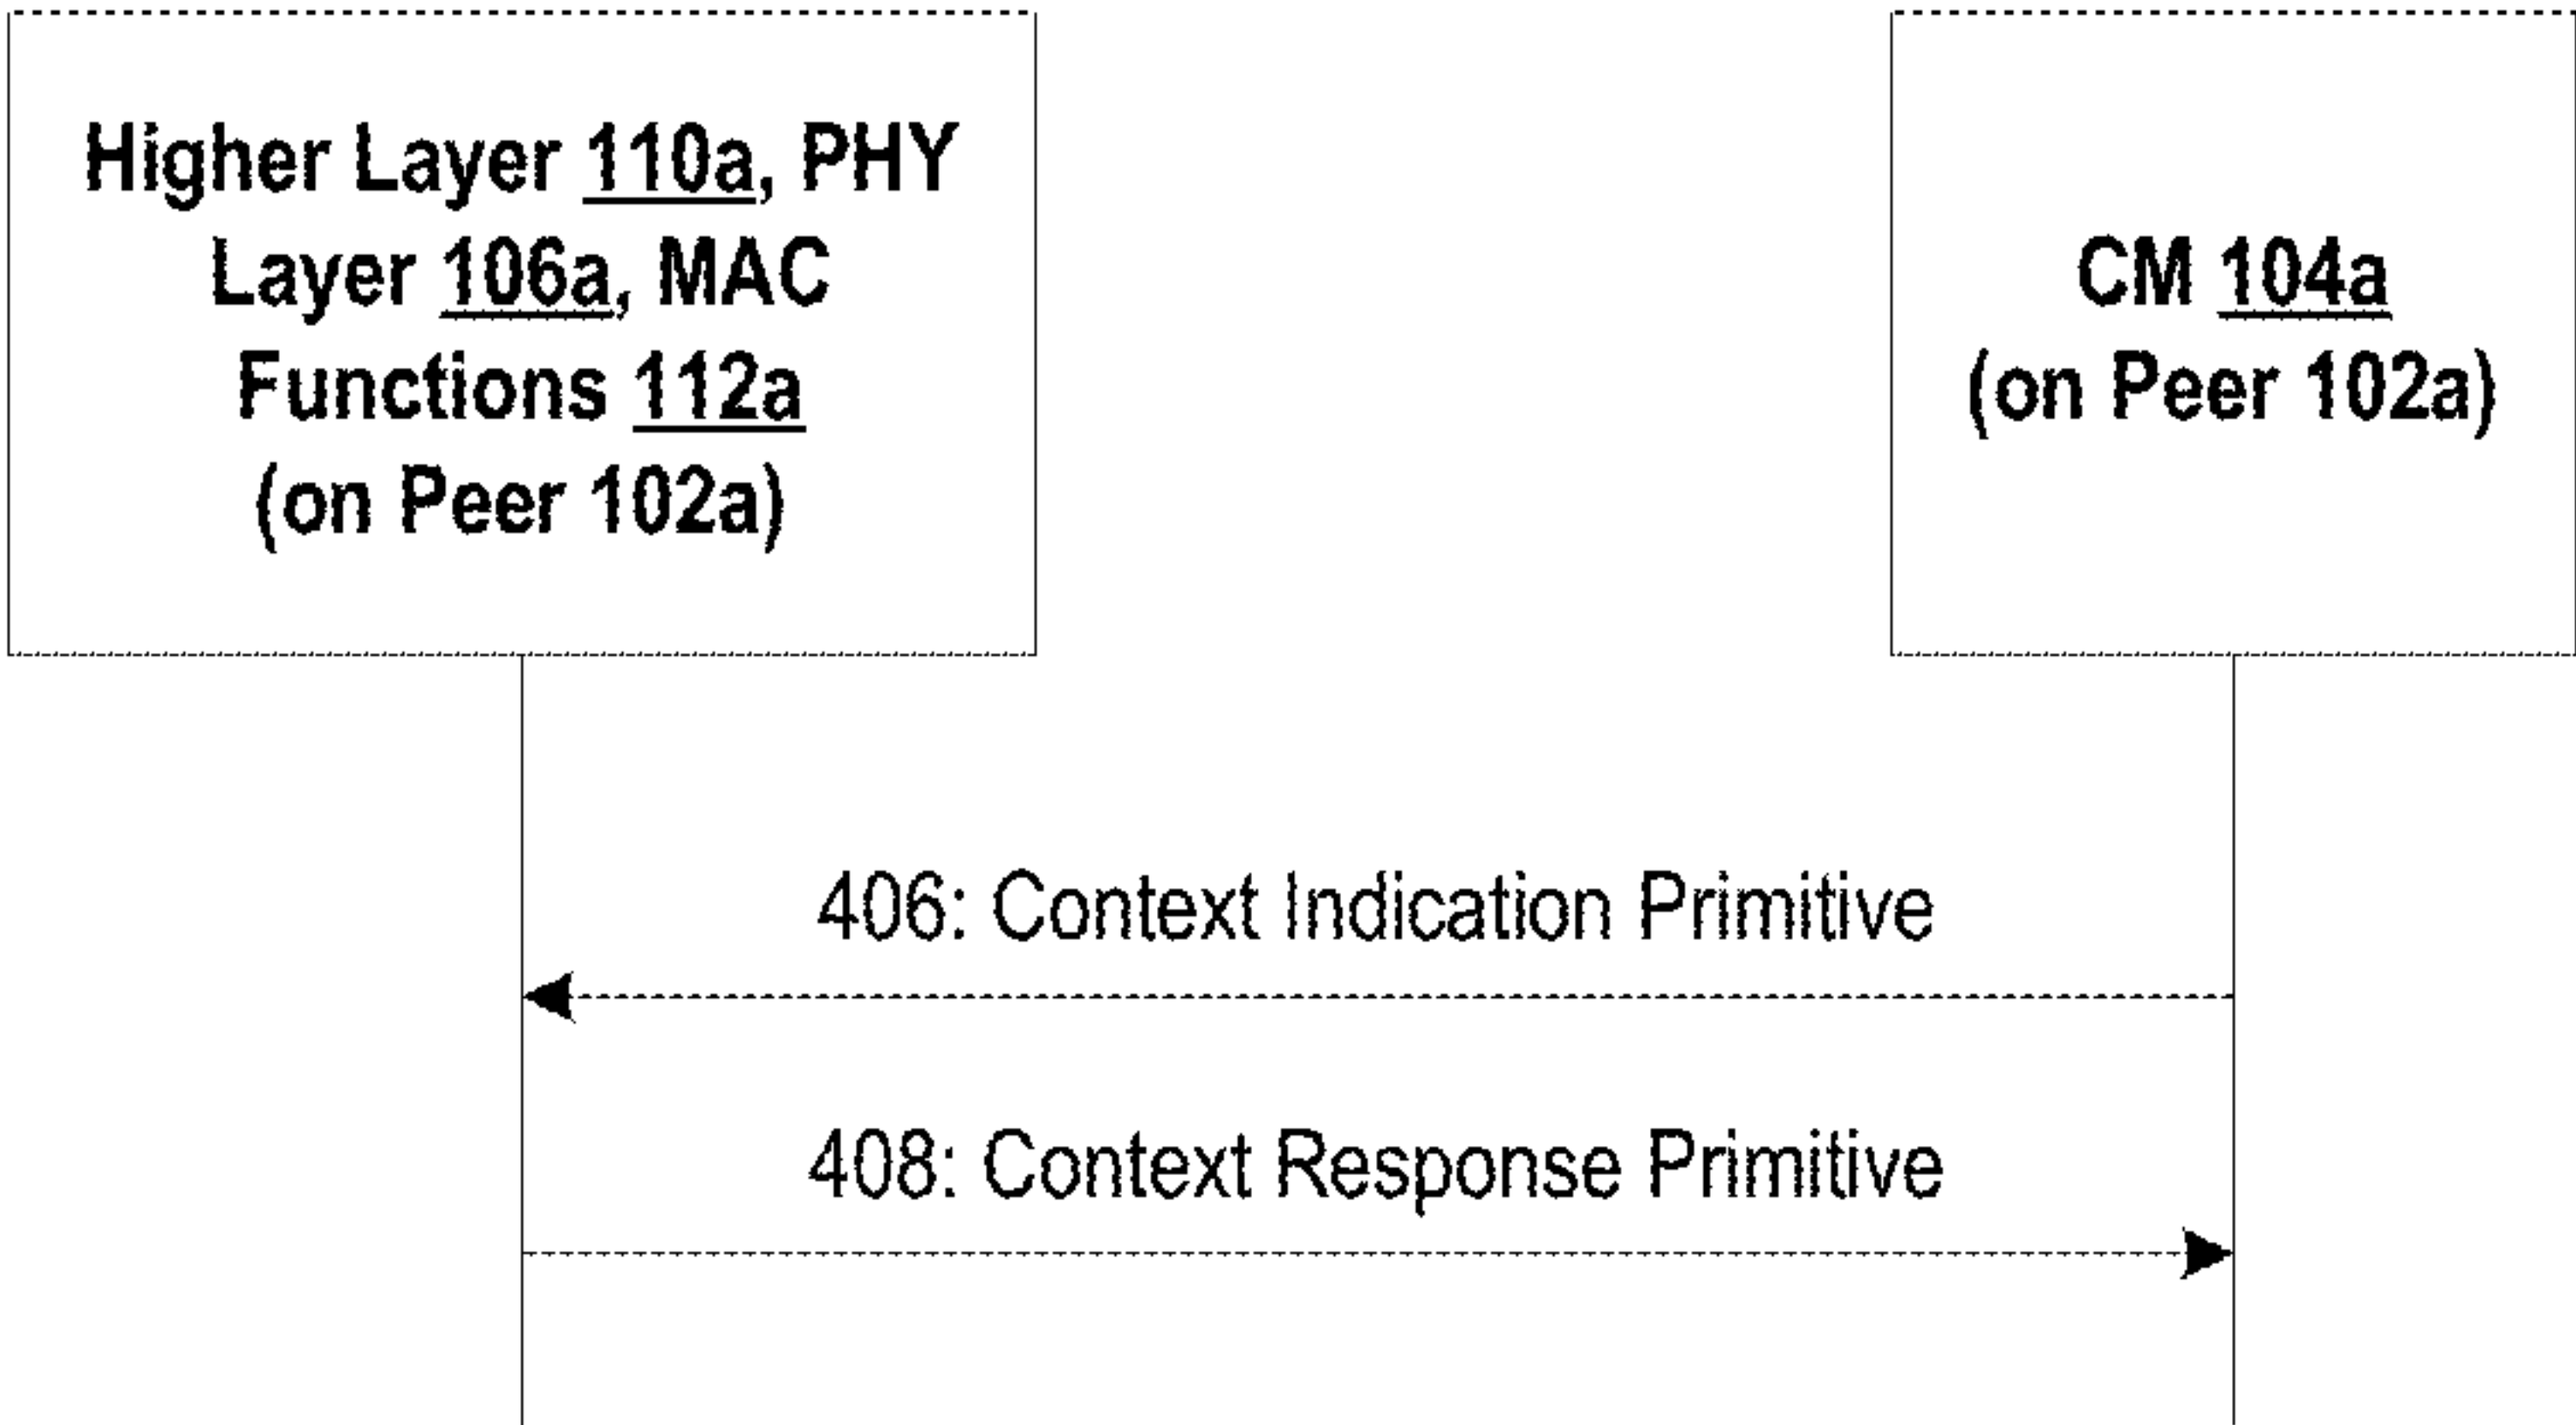 Higher Layer 110a, PHY
Layer 106a, MAC
Functions 112a
(on Peer 102a)
CM 104a
(on Peer 102a)
406: Context Indication Primitive
408: Context Response Primitive